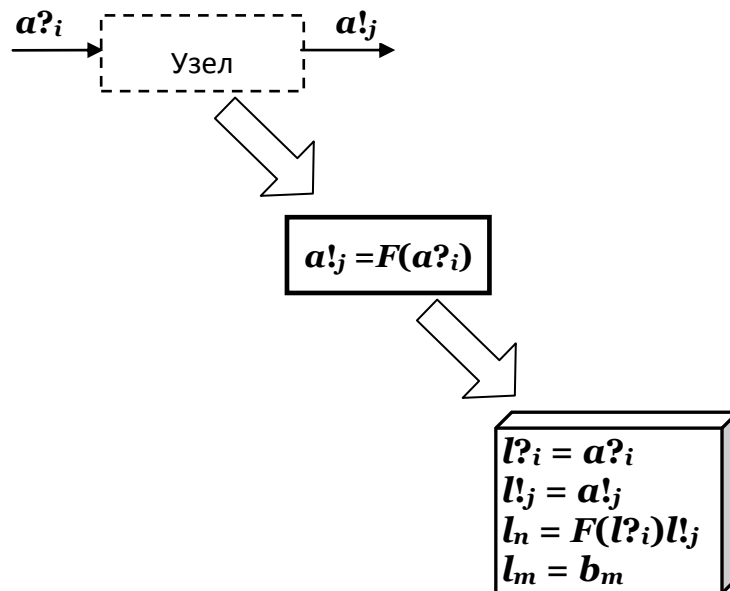 a?i a!j
Узел
a!j =F(a?i)
l?i = a?i
l!j = a!j
ln = F(l?i)l!j
lm = bm